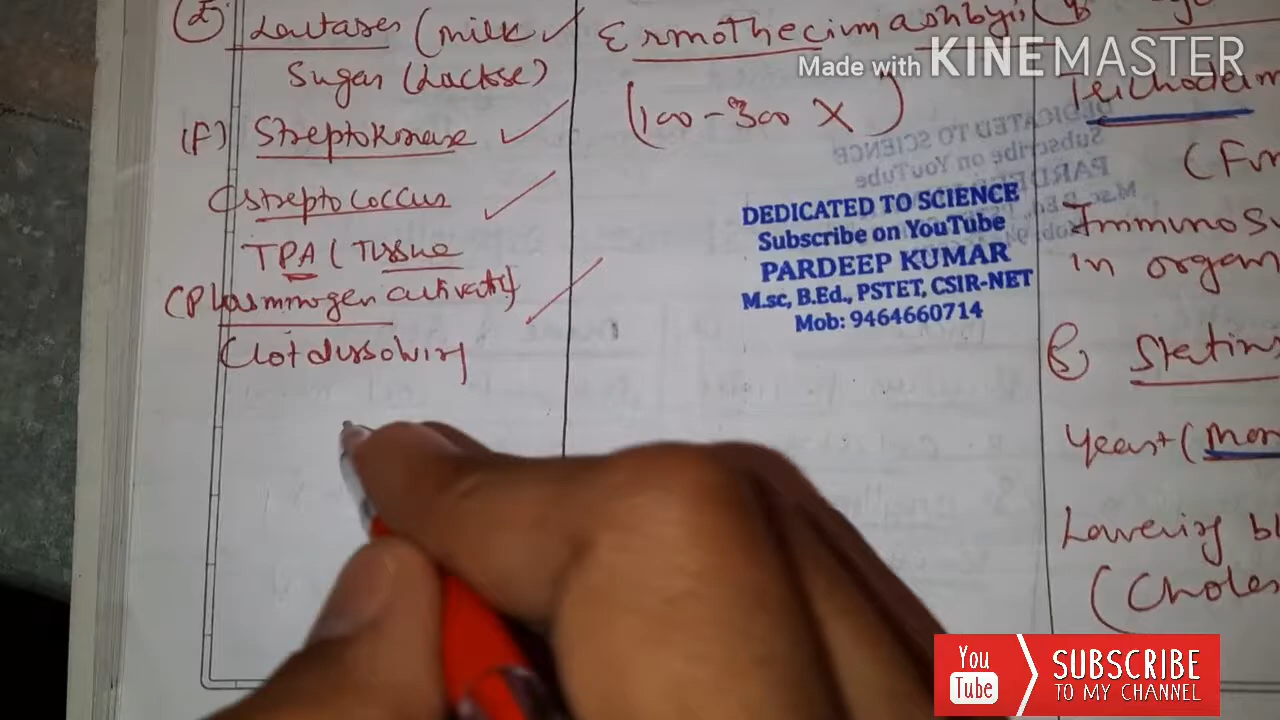 Lactases (milk
Sugar (Lactose)
(F) Streptokinase
(Streptococcus
TPA (Tissue
(Plasminogen activator)
Clot dissolving
Ermothecim ashbyii
(100-300 X)
Made with KINEMASTER
DEDICATED TO SCIENCE
Subscribe on YouTube
PARDEEP KUMAR
M.sc, B.Ed., PSTET, CSIR-NET
Mob: 9464660714
Trichoderm
(Fun
Immunosu
in organ
Statins
Yeast (Mon
Lowering bl
(Choles
You Tube
SUBSCRIBE
TO MY CHANNEL